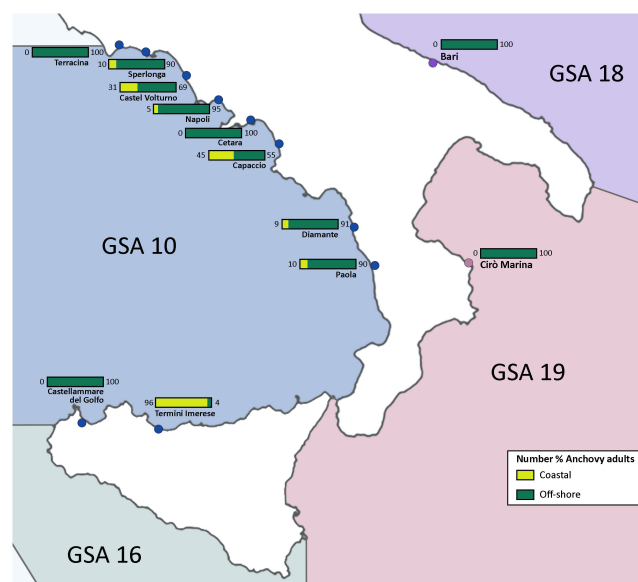 0 100
Terracina
10 90
Sperlonga
31 69
Castel Volturno
5 95
Napoli
0 100
Cetara
45 55
Capaccio
0 100
Bari
GSA 18
9 91
Diamante
GSA 10
10 90
Paola
0 100
Cirò Marina
GSA 19
0 100
Castellammare
del Golfo
96 4
Termini Imerese
Number % Anchovy adults
Coastal
Off-shore
GSA 16